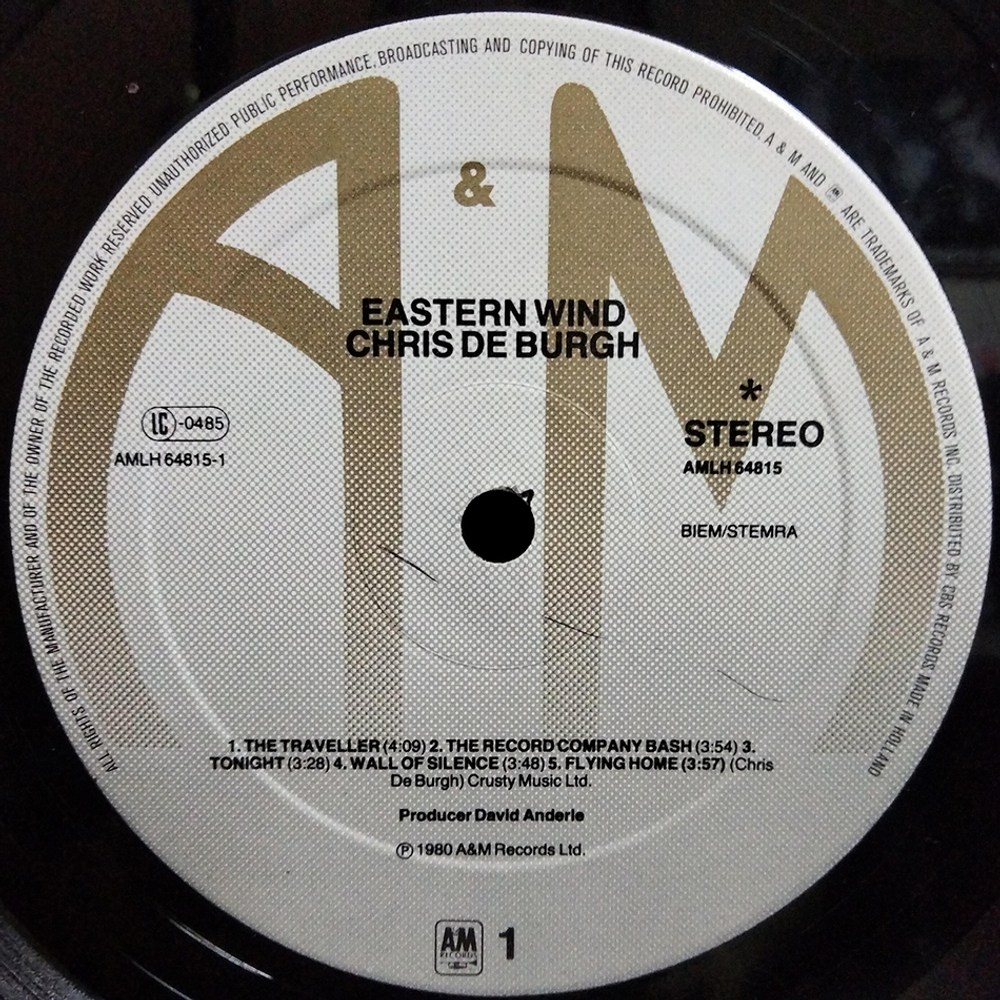 ALL RIGHTS OF THE MANUFACTURER AND OF THE OWNER OF THE RECORDED WORK RESERVED UNAUTHORIZED PUBLIC PERFORMANCE, BROADCASTING AND COPYING OF THIS RECORD PROHIBITED, A & M AND AM ARE TRADEMARKS OF A & M RECORDS INC. DISTRIBUTED BY CBS RECORDS MADE IN HOLLAND
A & M
EASTERN WIND
CHRIS DE BURGH
LC -0485
AMLH 64815-1
*
STEREO
AMLH 64815
BIEM/STEMRA
1. THE TRAVELLER (4:09) 2. THE RECORD COMPANY BASH (3:54) 3.
TONIGHT (3:28) 4. WALL OF SILENCE (3:48) 5. FLYING HOME (3:57) (Chris
De Burgh) Crusty Music Ltd.
Producer David Anderle
℗ 1980 A&M Records Ltd.
AM
RECORDS
1